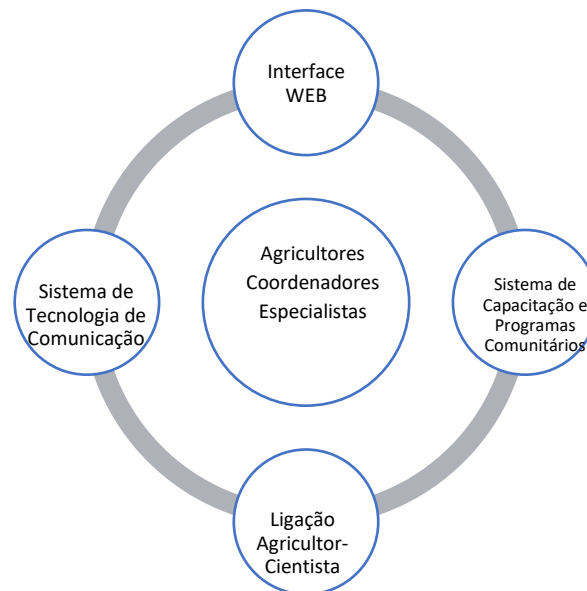 Interface
WEB
Agricultores
Coordenadores
Especialistas
Sistema de
Tecnologia de
Comunicação
Sistema de
Capacitação e
Programas
Comunitários
Ligação
Agricultor-
Cientista